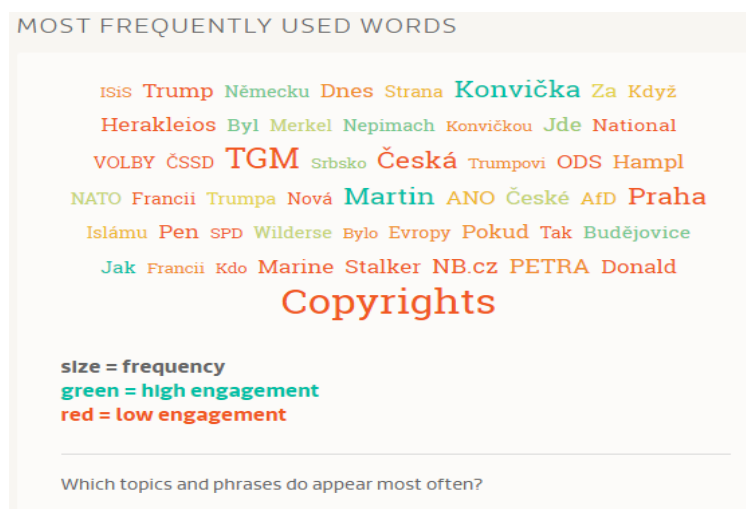 MOST FREQUENTLY USED WORDS
ISIS Trump Německu Dnes Strana Konvička Za Když
Herakleios Byl Merkel Nepimach Konvičkou Jde National
VOLBY ČSSD TGM Srbsko Česká Trumpovi ODS Hampl
NATO Francii Trumpa Nová Martin ANO České AfD Praha
Islámu Pen SPD Wilderse Bylo Evropy Pokud Tak Budějovice
Jak Francii Kdo Marine Stalker NB.cz PETRA Donald
Copyrights
size = frequency
green = high engagement
red = low engagement
Which topics and phrases do appear most often?